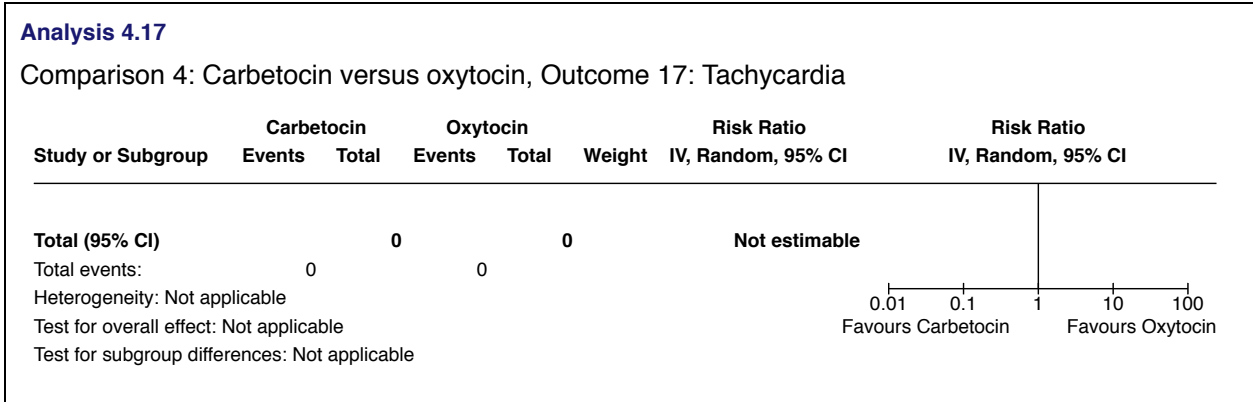 Analysis 4.17
Comparison 4: Carbetocin versus oxytocin, Outcome 17: Tachycardia
Carbetocin Oxytocin Risk Ratio Risk Ratio
Study or Subgroup Events Total Events Total Weight IV, Random, 95% CI IV, Random, 95% CI
Total (95% CI) 0 0 Not estimable
Total events: 0 0
Heterogeneity: Not applicable
0.01 0.1 1 10 100
Test for overall effect: Not applicable Favours Carbetocin Favours Oxytocin
Test for subgroup differences: Not applicable